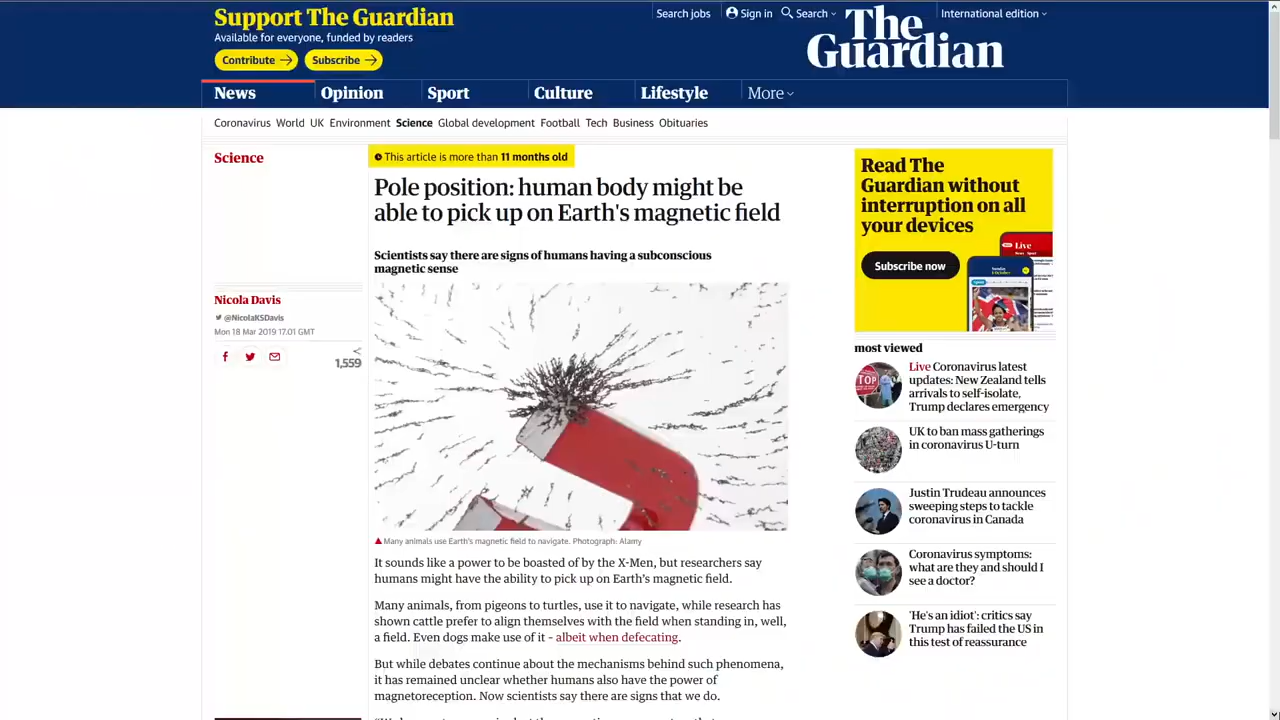 Support The Guardian
Available for everyone, funded by readers
Contribute
Subscribe
Search jobs
Sign in
Search
International edition
The Guardian
News
Opinion
Sport
Culture
Lifestyle
More
Coronavirus World UK Environment Science Global development Football Tech Business Obituaries
Science
This article is more than 11 months old
Pole position: human body might be
able to pick up on Earth's magnetic field
Scientists say there are signs of humans having a subconscious
magnetic sense
Nicola Davis
@NicolaKSDavis
Mon 18 Mar 2019 17.01 GMT
1,559
Many animals use Earth's magnetic field to navigate. Photograph: Alamy
It sounds like a power to be boasted of by the X-Men, but researchers say
humans might have the ability to pick up on Earth's magnetic field.
Many animals, from pigeons to turtles, use it to navigate, while research has
shown cattle prefer to align themselves with the field when standing in, well,
a field. Even dogs make use of it – albeit when defecating.
But while debates continue about the mechanisms behind such phenomena,
it has remained unclear whether humans also have the power of
magnetoreception. Now scientists say there are signs that we do.
Read The
Guardian without
interruption on all
your devices
Subscribe now
Live
most viewed
Live Coronavirus latest
updates: New Zealand tells
arrivals to self-isolate,
Trump declares emergency
UK to ban mass gatherings
in coronavirus U-turn
Justin Trudeau announces
sweeping steps to tackle
coronavirus in Canada
Coronavirus symptoms:
what are they and should I
see a doctor?
'He's an idiot': critics say
Trump has failed the US in
this test of reassurance